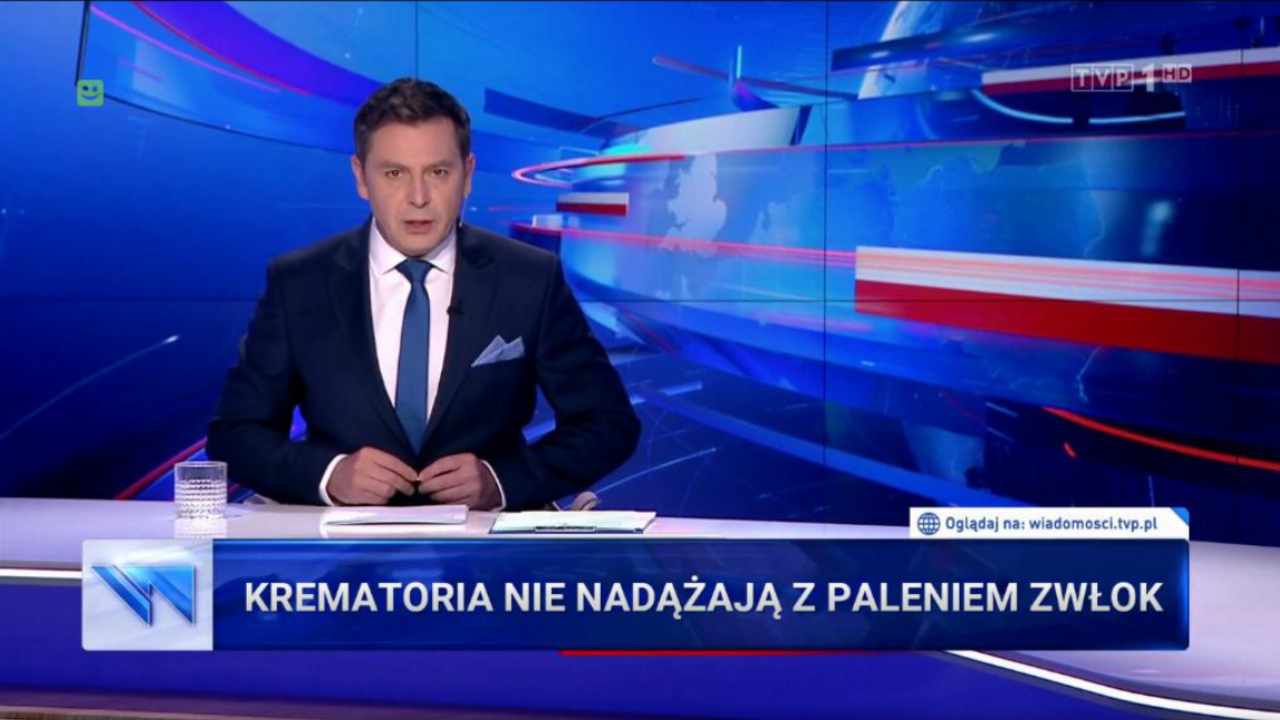 TVP1 HD
Oglądaj na: wiadomosci.tvp.pl
KREMATORIA NIE NADĄŻAJĄ Z PALENIEM ZWŁOK